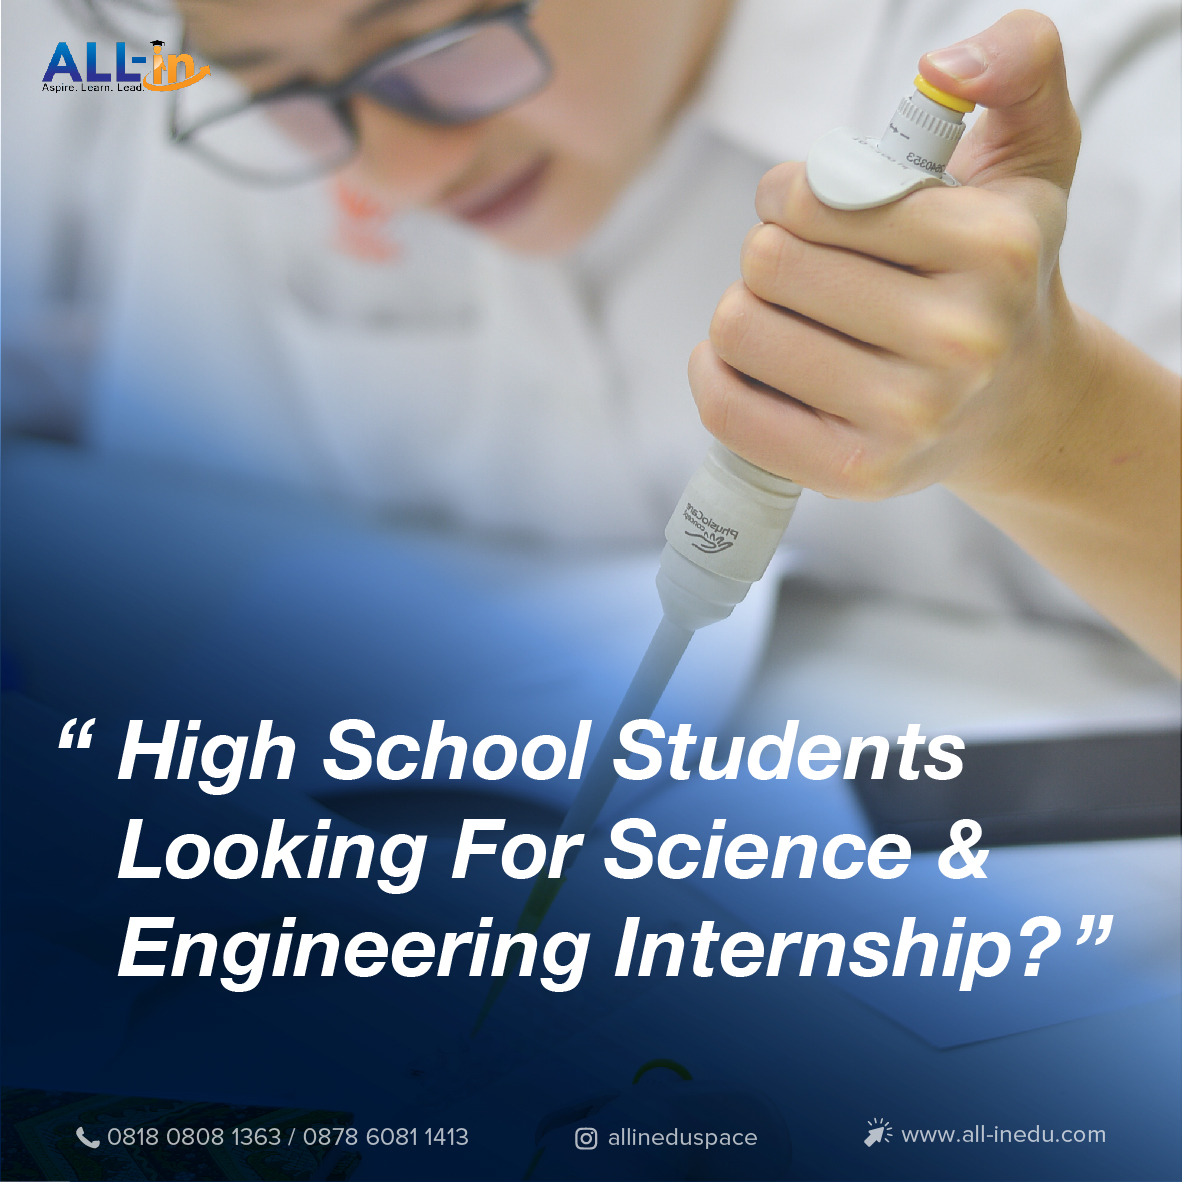 ALL-in
Aspire. Learn. Lead.
“ High School Students
Looking For Science &
Engineering Internship? ”
0818 0808 1363 / 0878 6081 1413
allineduspace
www.all-inedu.com